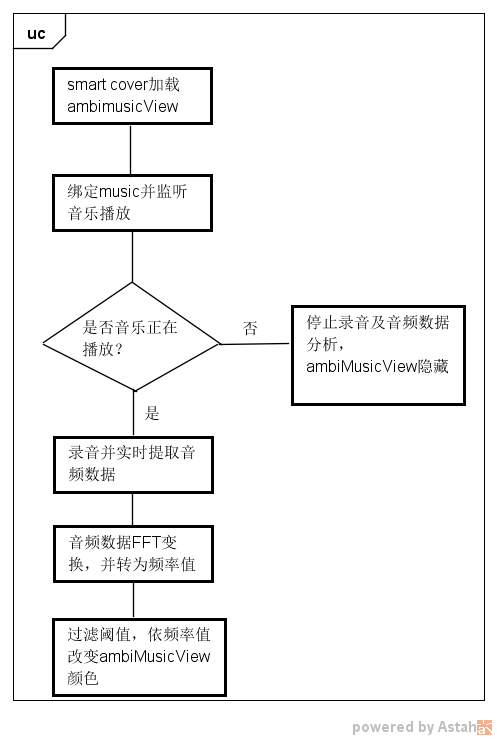 uc
smart cover加载
ambimusicView
绑定music并监听
音乐播放
是否音乐正在
播放？
否
停止录音及音频数据
分析，
ambiMusicView隐藏
是
录音并实时提取音
频数据
音频数据FFT变
换，并转为频率值
过滤阈值，依频率值
改变ambiMusicView
颜色
powered by Astah